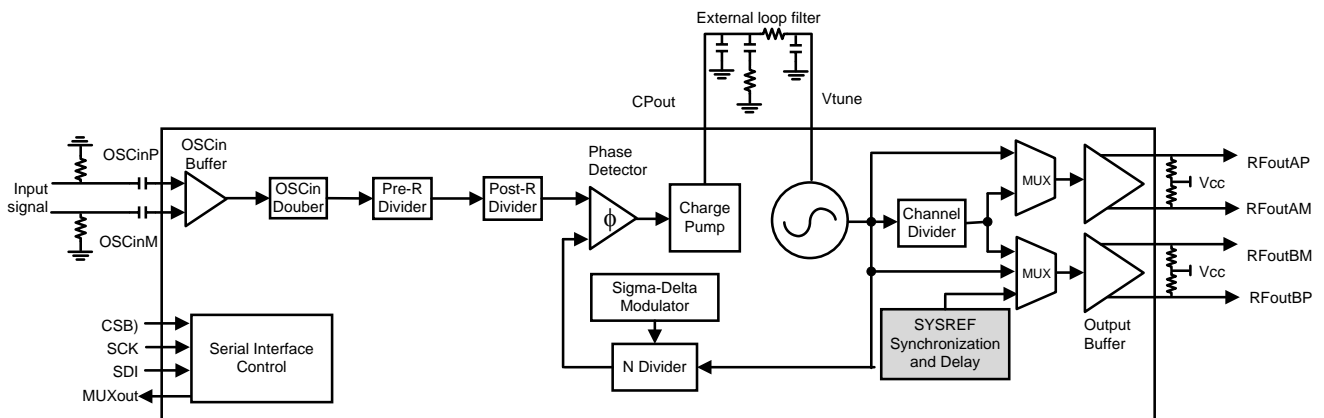 External loop filter
CPout
Vtune
OSCinP
OSCin
Buffer
Input
signal
OSCinM
OSCin
Douber
Pre-R
Divider
Post-R
Divider
Phase
Detector
ϕ
Charge
Pump
Channel
Divider
MUX
MUX
RFoutAP
Vcc
RFoutAM
RFoutBM
Vcc
RFoutBP
Sigma-Delta
Modulator
N Divider
SYSREF
Synchronization
and Delay
Output
Buffer
CSB)
SCK
SDI
MUXout
Serial Interface
Control